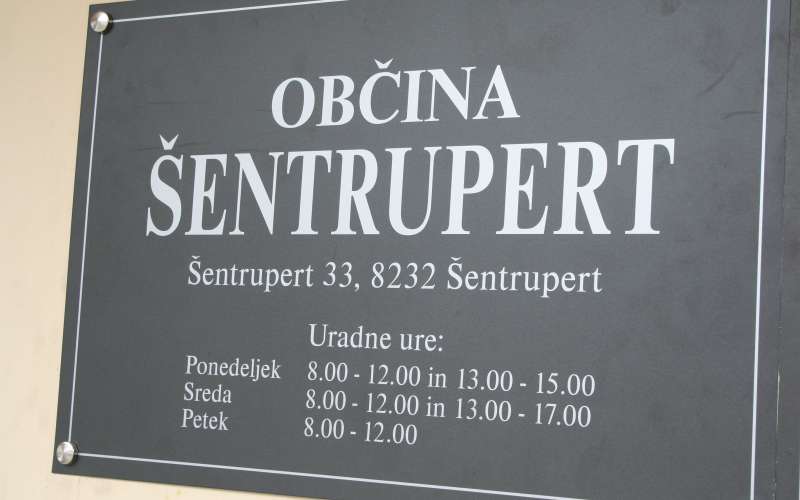 OBČINA
ŠENTRUPERT
Šentrupert 33, 8232 Šentrupert
Uradne ure:
Ponedeljek 8.00 - 12.00 in 13.00 - 15.00
Sreda 8.00 - 12.00 in 13.00 - 17.00
Petek 8.00 - 12.00